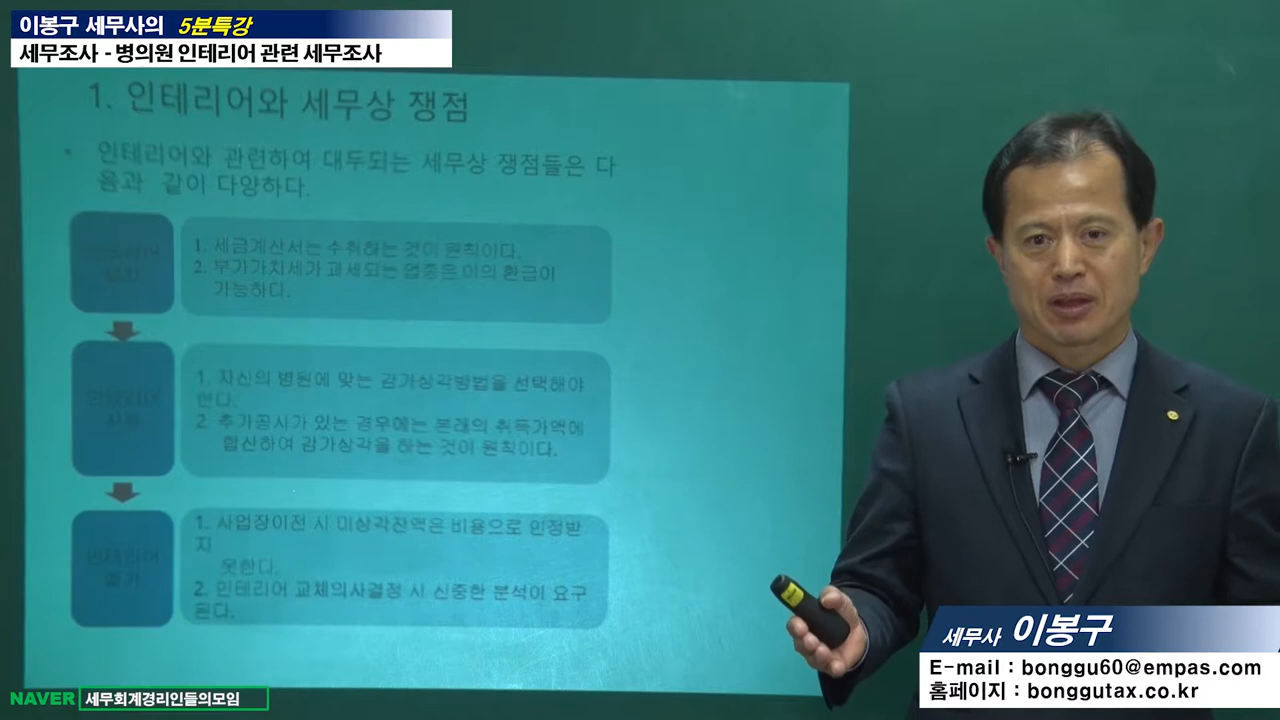 이봉구 세무사의 5분특강
세무조사 - 병의원 인테리어 관련 세무조사
1. 인테리어와 세무상 쟁점
• 인테리어와 관련하여 대두되는 세무상 쟁점들은 다
음과 같이 다양하다.
인테리어
설치
1. 세금계산서는 수취하는 것이 원칙이다.
2. 부가가치세가 과세되는 업종은 이의 환급이
가능하다.
인테리어
1. 자신의 병원에 맞는 감가상각방법을 선택해야
한다.
2. 추가공사가 있는 경우에는 본래의 취득가액에
합산하여 감가상각을 하는 것이 원칙이다.
인테리어
1. 사업장이전 시 미상각잔액은 비용으로 인정받
지
못한다.
2. 인테리어 교체의사결정 시 신중한 분석이 요구
된다.
세무사 이봉구
E-mail : bonggu60@empas.com
홈페이지 : bonggutax.co.kr
NAVER 세무회계경리인들의모임